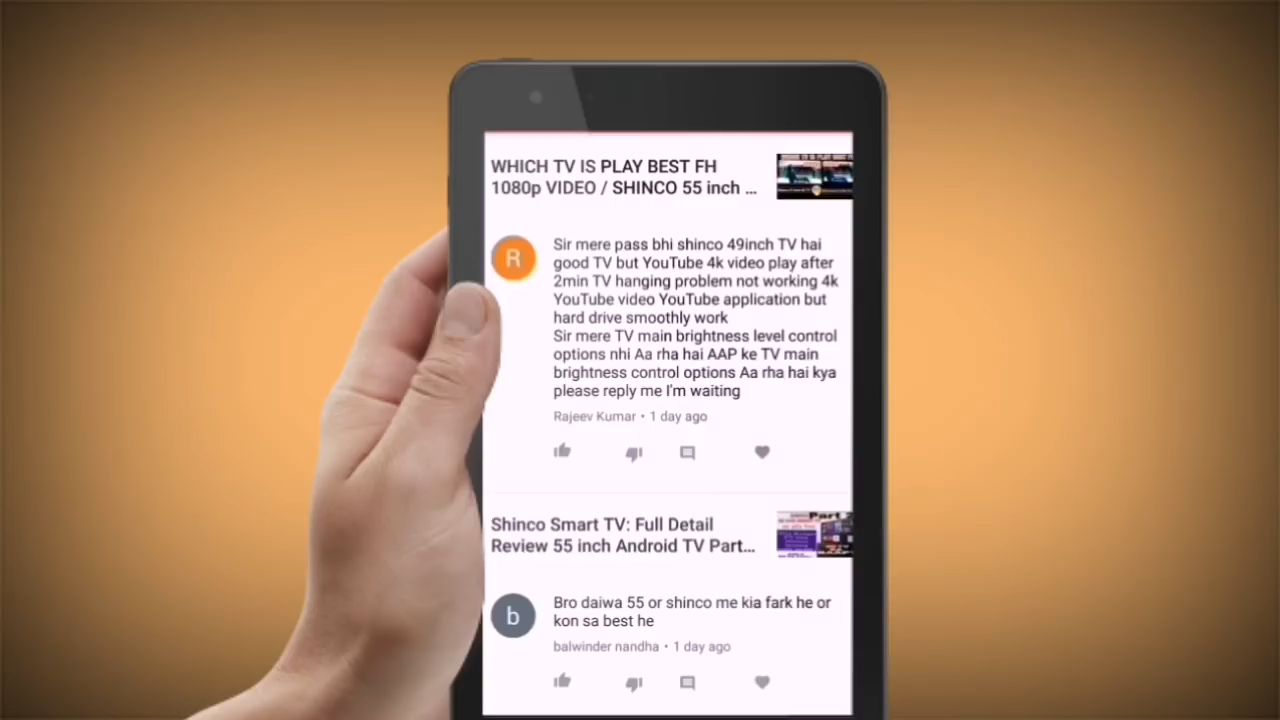 WHICH TV IS PLAY BEST FH
1080p VIDEO / SHINCO 55 inch ...
R
Sir mere pass bhi shinco 49inch TV hai
good TV but YouTube 4k video play after
2min TV hanging problem not working 4k
YouTube video YouTube application but
hard drive smoothly work
Sir mere TV main brightness level control
options nhi Aa rha hai AAP ke TV main
brightness control options Aa rha hai kya
please reply me I'm waiting
Rajeev Kumar • 1 day ago
Shinco Smart TV: Full Detail
Review 55 inch Android TV Part...
b
Bro daiwa 55 or shinco me kia fark he or
kon sa best he
balwinder nandha • 1 day ago